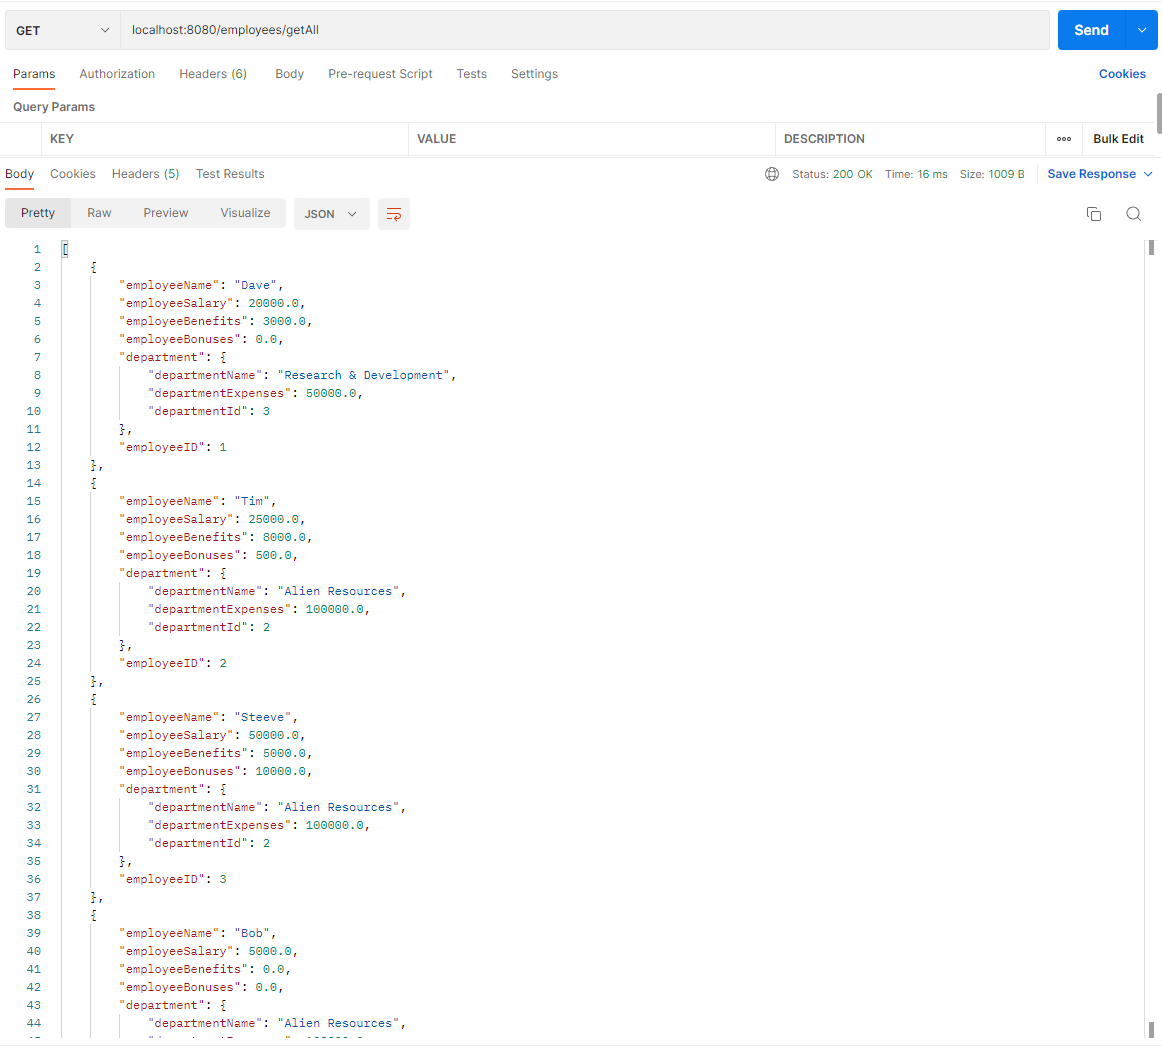 GET localhost:8080/employees/getAll Send
Params Authorization Headers (6) Body Pre-request Script Tests Settings Cookies
Query Params
KEY VALUE DESCRIPTION ooo Bulk Edit
Body Cookies Headers (5) Test Results Status: 200 OK Time: 16 ms Size: 1009 B Save Response
Pretty Raw Preview Visualize JSON
1 [
2 {
3 "employeeName": "Dave",
4 "employeeSalary": 20000.0,
5 "employeeBenefits": 3000.0,
6 "employeeBonuses": 0.0,
7 "department": {
8 "departmentName": "Research & Development",
9 "departmentExpenses": 50000.0,
10 "departmentId": 3
11 },
12 "employeeID": 1
13 },
14 {
15 "employeeName": "Tim",
16 "employeeSalary": 25000.0,
17 "employeeBenefits": 8000.0,
18 "employeeBonuses": 500.0,
19 "department": {
20 "departmentName": "Alien Resources",
21 "departmentExpenses": 100000.0,
22 "departmentId": 2
23 },
24 "employeeID": 2
25 },
26 {
27 "employeeName": "Steeve",
28 "employeeSalary": 50000.0,
29 "employeeBenefits": 5000.0,
30 "employeeBonuses": 10000.0,
31 "department": {
32 "departmentName": "Alien Resources",
33 "departmentExpenses": 100000.0,
34 "departmentId": 2
35 },
36 "employeeID": 3
37 },
38 {
39 "employeeName": "Bob",
40 "employeeSalary": 5000.0,
41 "employeeBenefits": 0.0,
42 "employeeBonuses": 0.0,
43 "department": {
44 "departmentName": "Alien Resources",